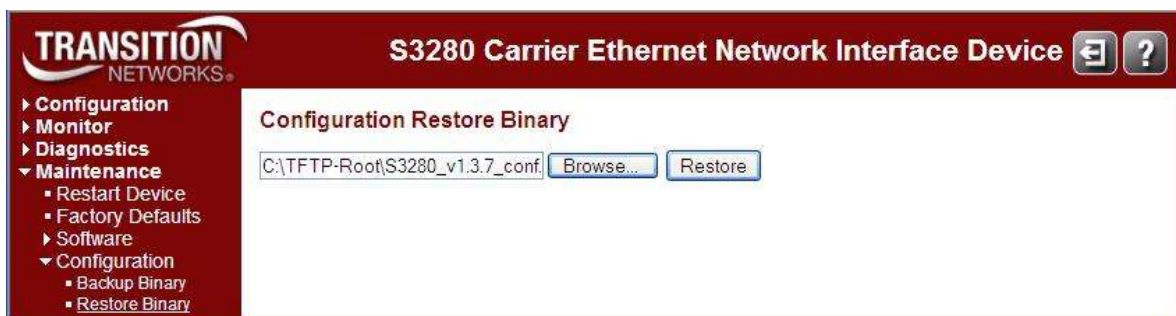 TRANSITION
NETWORKS®
S3280 Carrier Ethernet Network Interface Device
?
Configuration
Monitor
Diagnostics
Maintenance
Restart Device
Factory Defaults
Software
Configuration
Backup Binary
Restore Binary
Configuration Restore Binary
C:\TFTP-Root\S3280_v1.3.7_conf. Browse... Restore